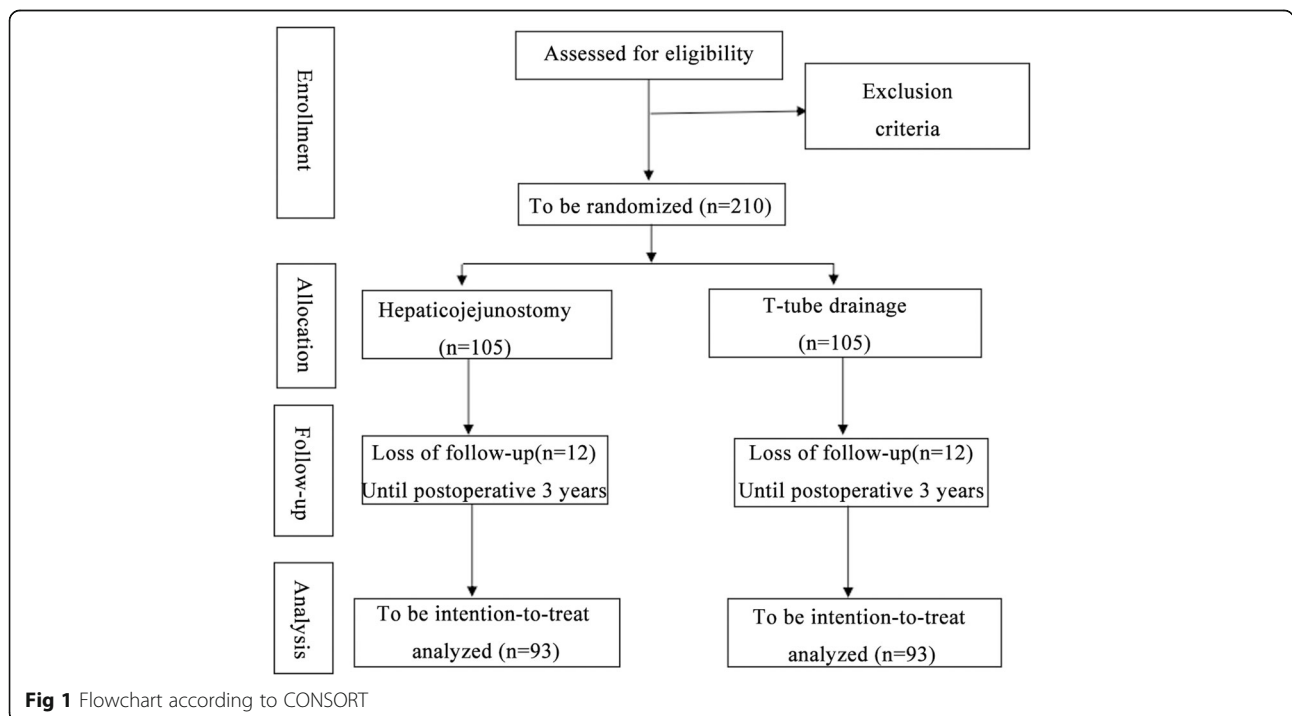 Enrollment
Assessed for eligibility
Exclusion
criteria
To be randomized (n=210)
Allocation
Hepaticojejunostomy
(n=105)
T-tube drainage
(n=105)
Follow-up
Loss of follow-up(n=12)
Until postoperative 3 years
Loss of follow-up(n=12)
Until postoperative 3 years
Analysis
To be intention-to-treat
analyzed (n=93)
To be intention-to-treat
analyzed (n=93)
Fig 1 Flowchart according to CONSORT